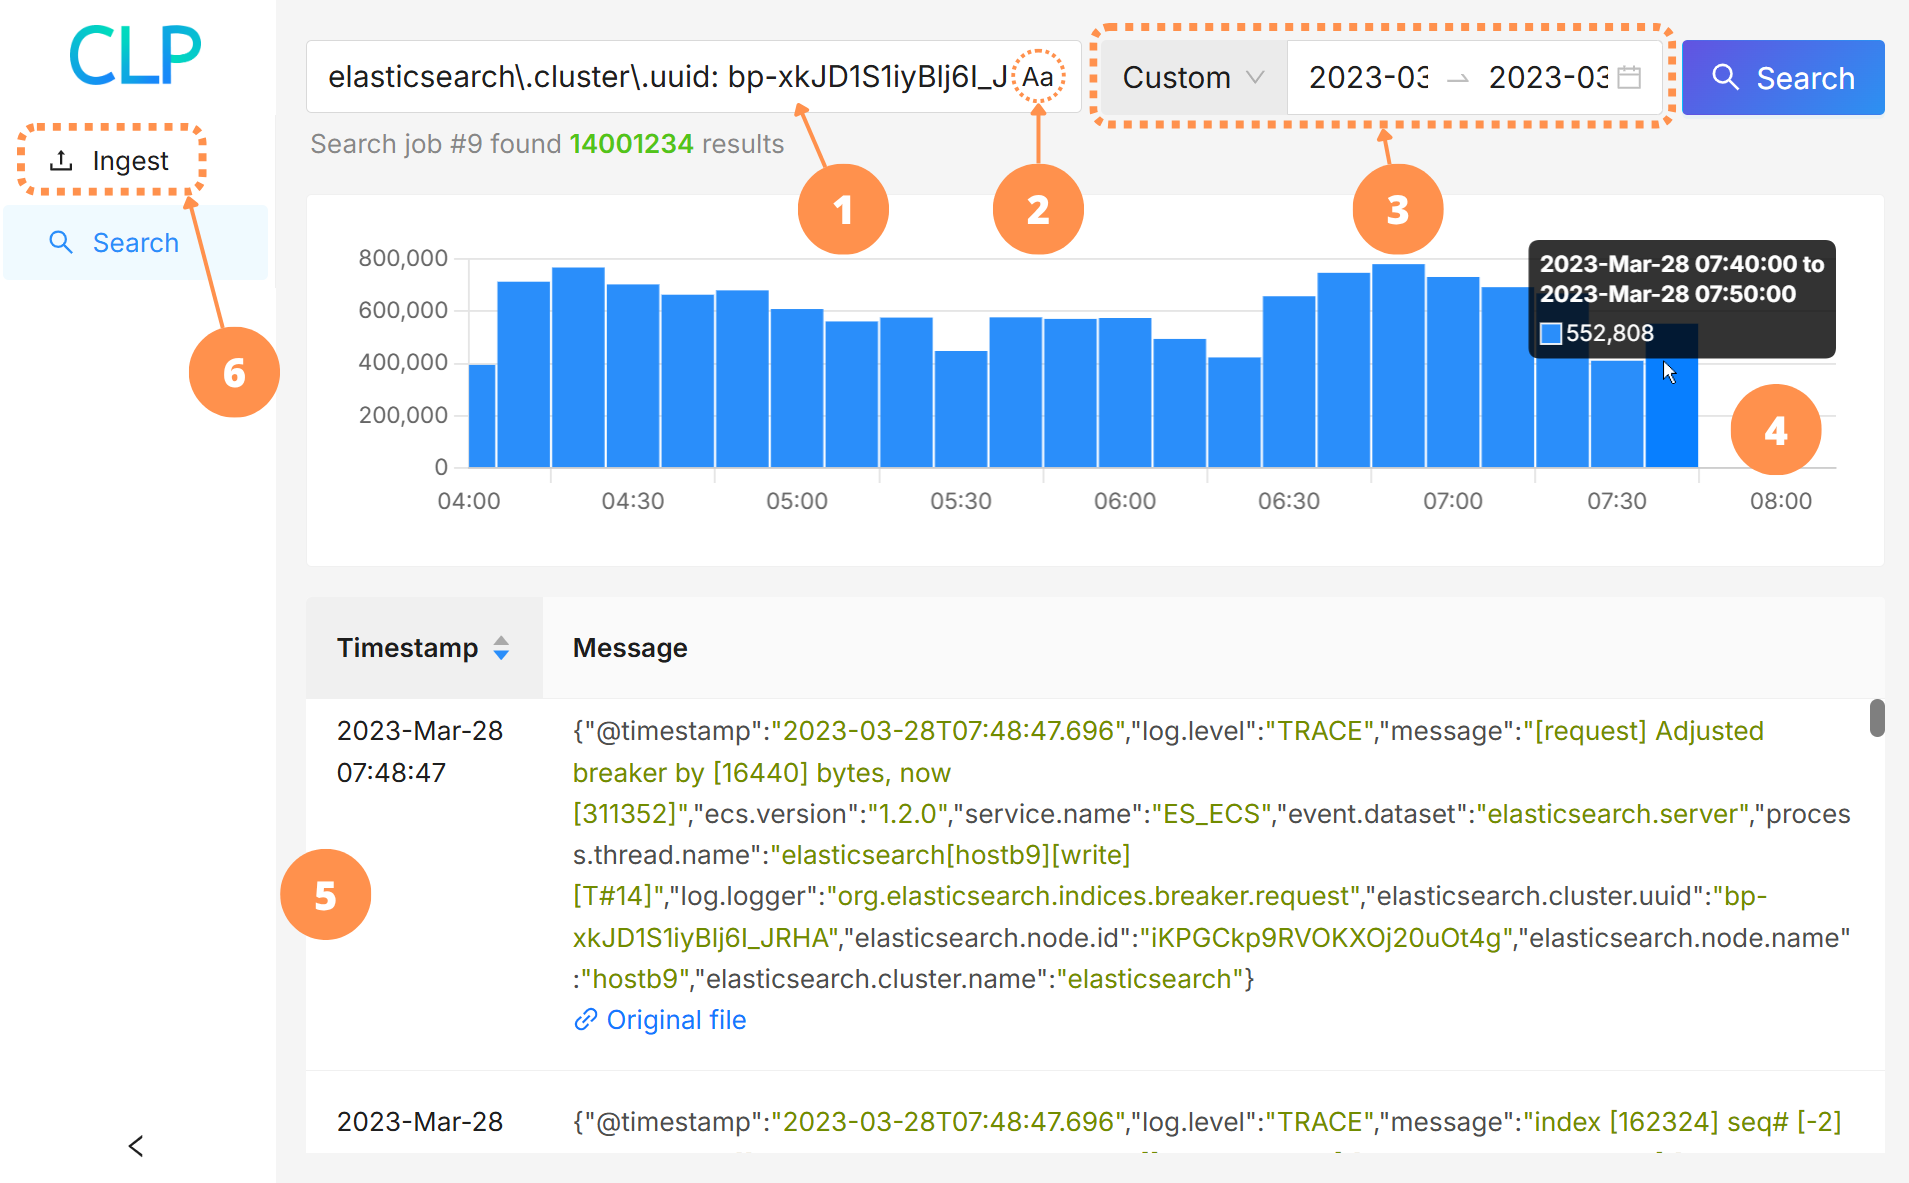 CLP
Ingest
Search
elasticsearch\.cluster\.uuid: bp-xkJD1S1iyBlj6I_J
Aa
Custom
2023-03
2023-03
Search
Search job #9 found 14001234 results
1
2
3
4
5
6
800,000
600,000
400,000
200,000
0
04:00
04:30
05:00
05:30
06:00
06:30
07:00
07:30
08:00
2023-Mar-28 07:40:00 to
2023-Mar-28 07:50:00
552,808
Timestamp
Message
2023-Mar-28
07:48:47
{"@timestamp":"2023-03-28T07:48:47.696","log.level":"TRACE","message":"[request] Adjusted
breaker by [16440] bytes, now
[311352]","ecs.version":"1.2.0","service.name":"ES_ECS","event.dataset":"elasticsearch.server","proces
s.thread.name":"elasticsearch[hostb9][write]
[T#14]","log.logger":"org.elasticsearch.indices.breaker.request","elasticsearch.cluster.uuid":"bp-
xkJD1S1iyBlj6I_JRHA","elasticsearch.node.id":"iKPGCkp9RVOKXOj20uOt4g","elasticsearch.node.name"
:"hostb9","elasticsearch.cluster.name":"elasticsearch"}
Original file
2023-Mar-28
{"@timestamp":"2023-03-28T07:48:47.696","log.level":"TRACE","message":"index [162324] seq# [-2]